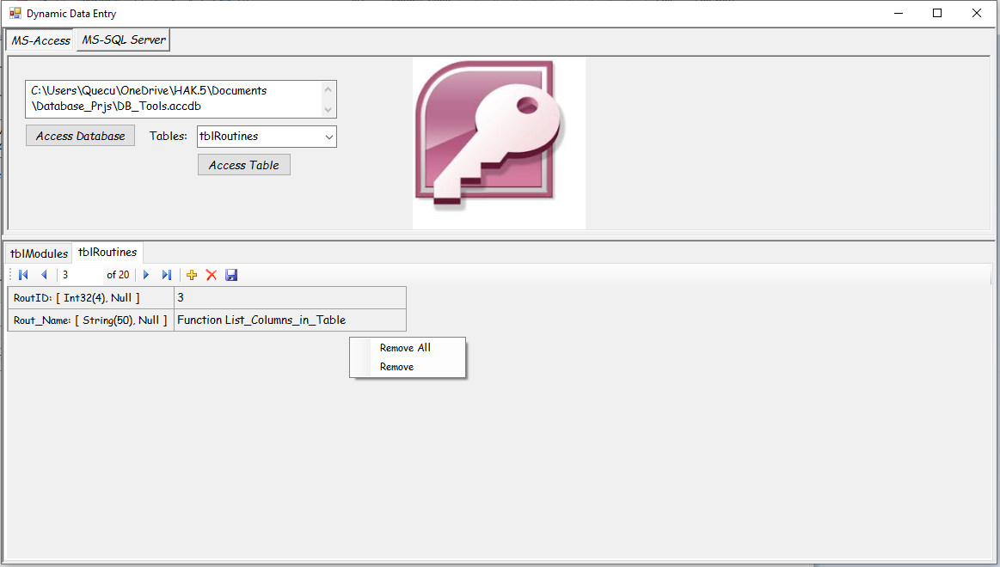 Dynamic Data Entry
MS-Access MS-SQL Server
C:\Users\Quecu\OneDrive\HAK.5\Documents
\Database_Prjs\DB_Tools.accdb
Access Database Tables: tblRoutines
Access Table
tblModules tblRoutines
3 of 20
RoutID: [ Int32(4), Null ] 3
Rout_Name: [ String(50), Null ] Function List_Columns_in_Table
Remove All
Remove